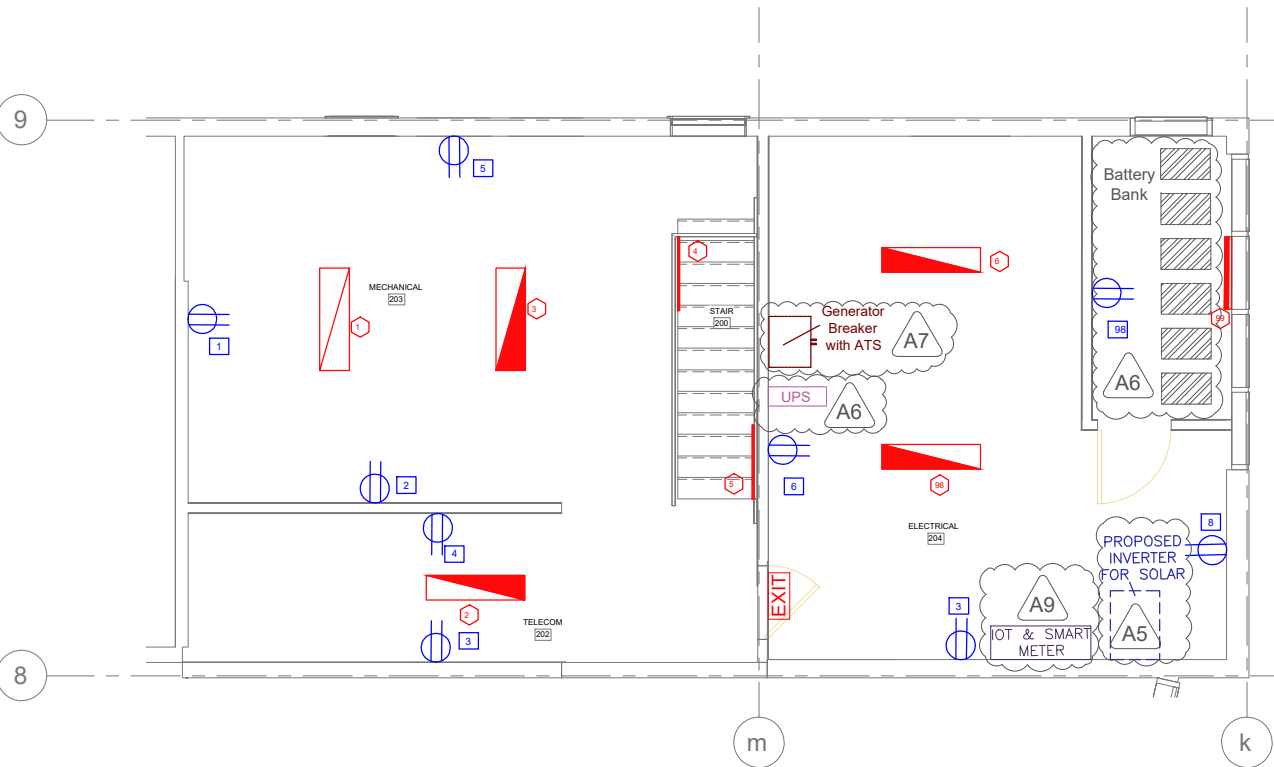 9
5
Battery
Bank
4
6
MECHANICAL
203
3
1
1
STAIR
200
Generator
Breaker
with ATS
A7
98
99
A6
UPS
A6
2
5
6
98
4
ELECTRICAL
204
8
PROPOSED
INVERTER
FOR SOLAR
EXIT
2
TELECOM
202
3
3
A9
IOT & SMART
METER
A5
8
m
k